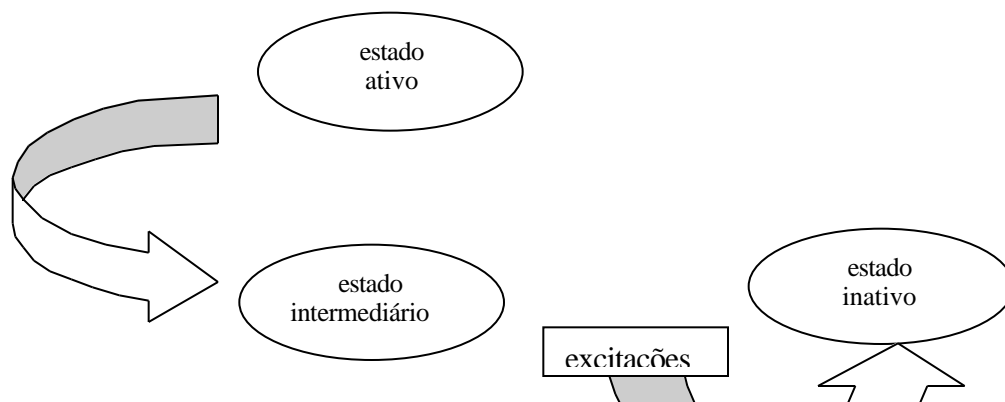 estado
ativo
estado
intermediário
estado
inativo
excitações